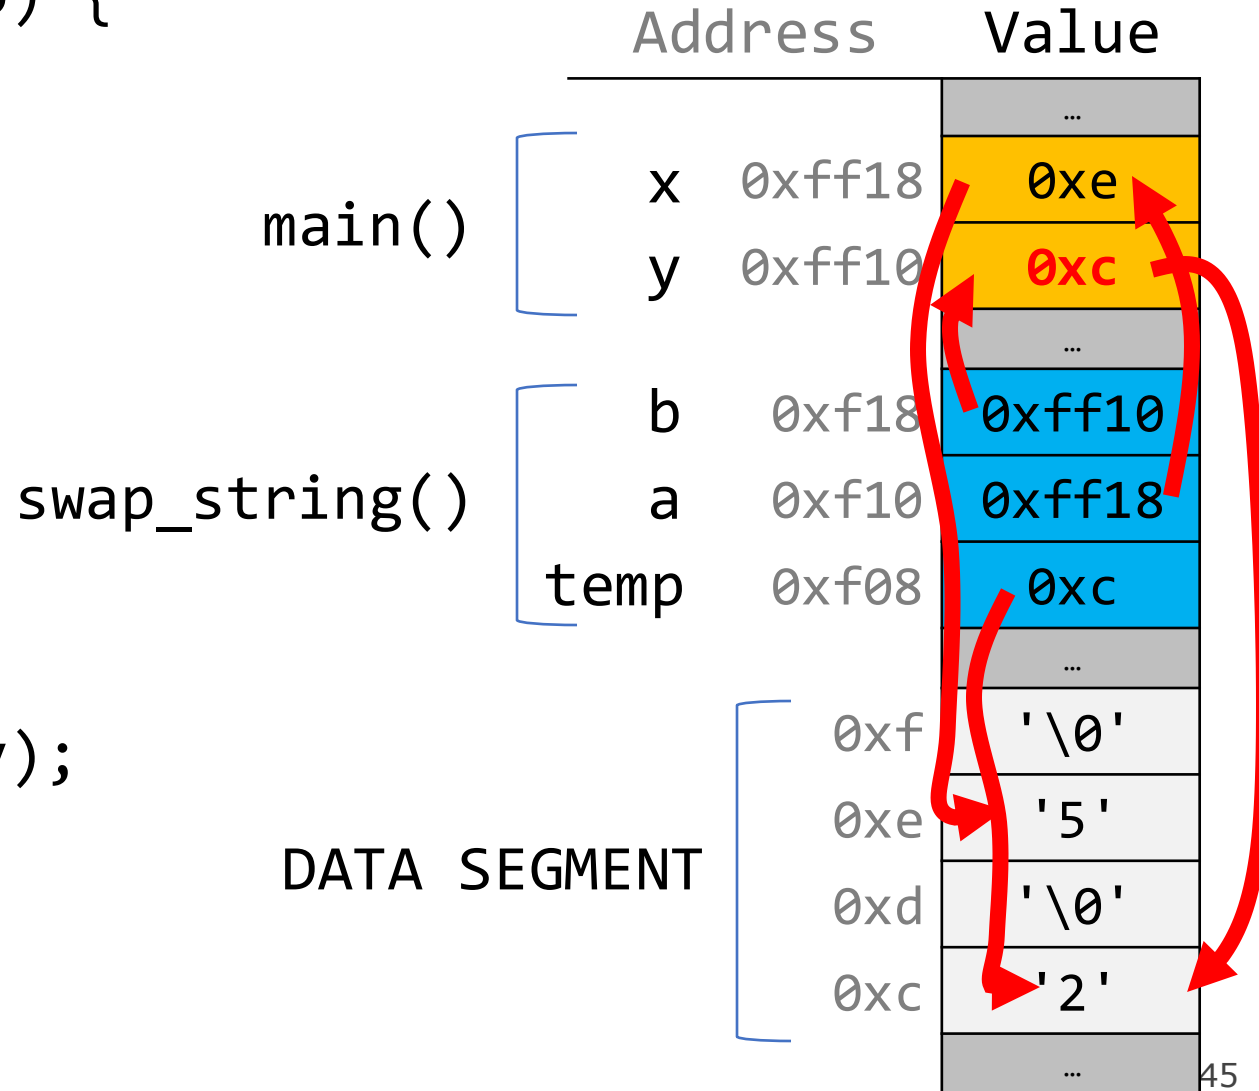 ) {
Address Value
…
x 0xff18 0xe
main()
y 0xff10 0xc
…
b 0xf18 0xff10
swap_string() a 0xf10 0xff18
temp 0xf08 0xc
…
0xf '\0'
);
0xe '5'
DATA SEGMENT
0xd '\0'
0xc '2'
…
45